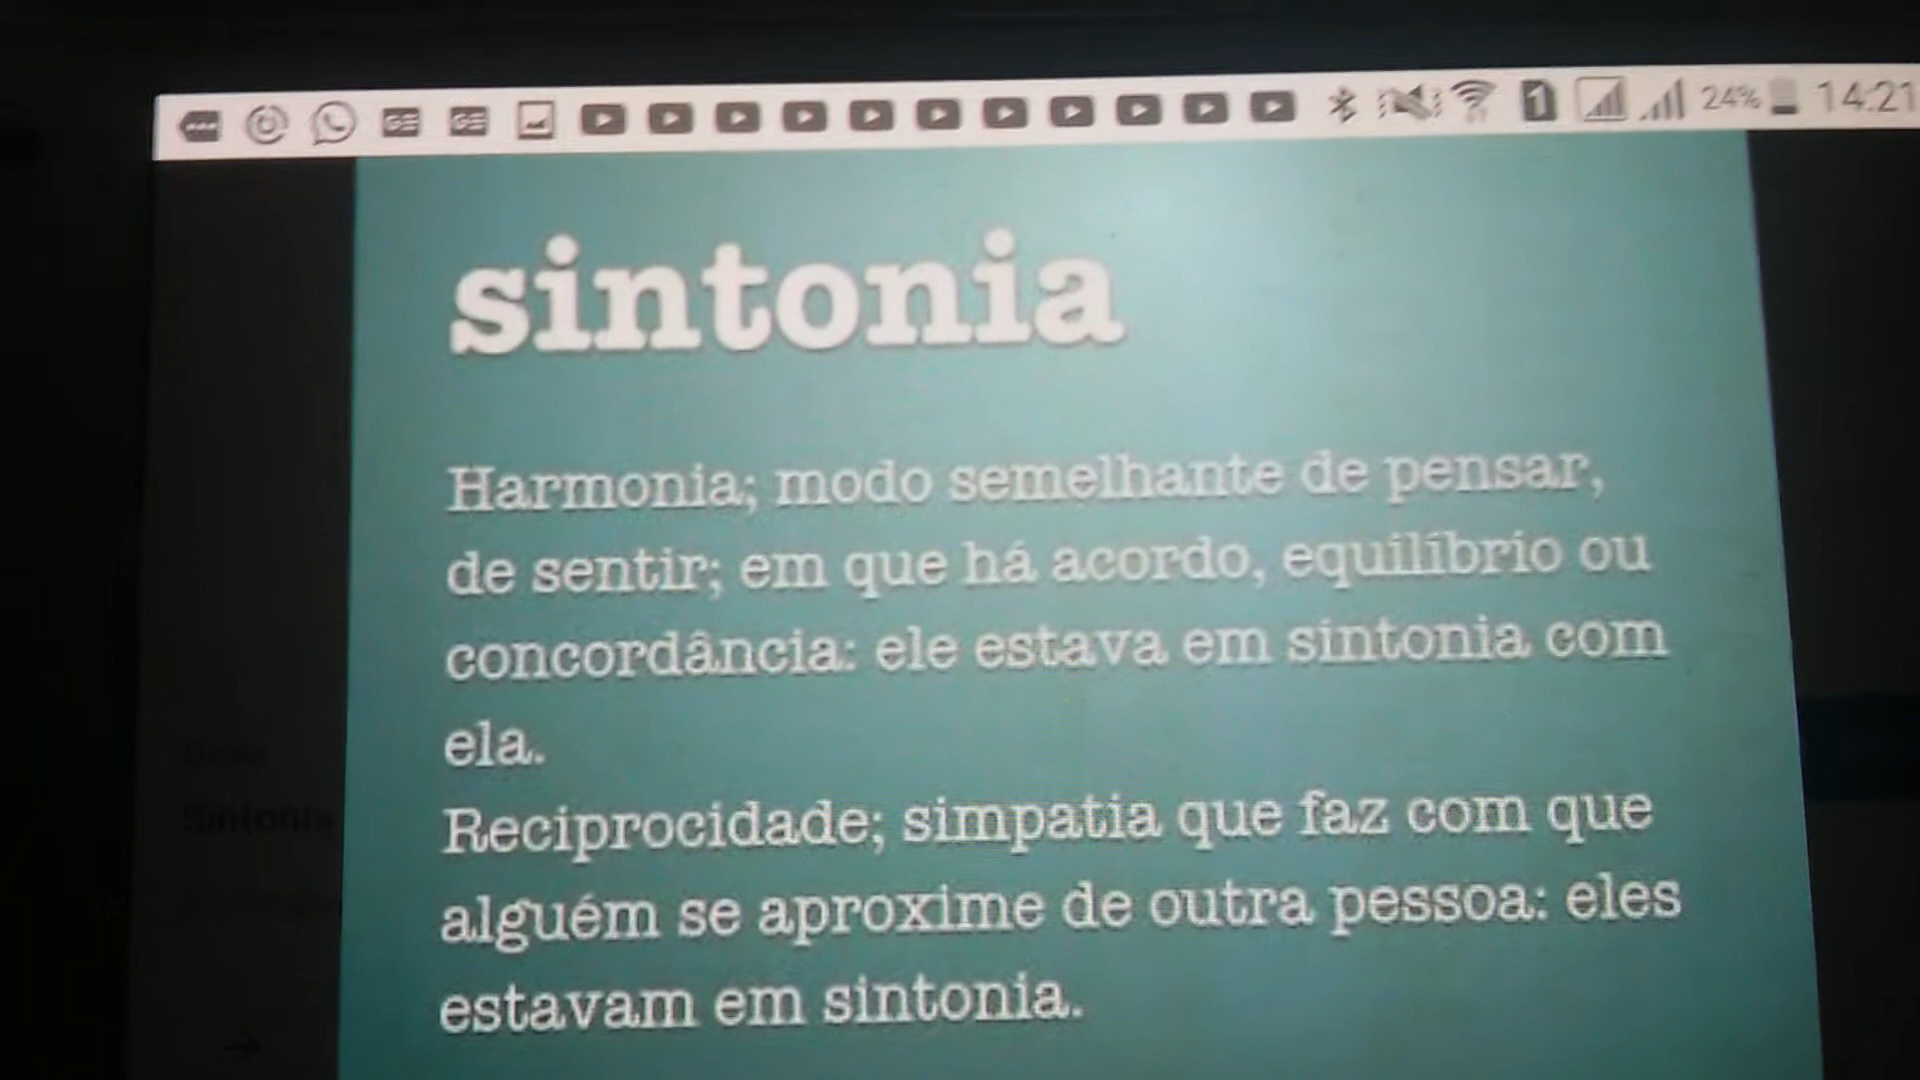 24% 14:21
sintonia
Harmonia; modo semelhante de pensar,
de sentir; em que há acordo, equilíbrio ou
concordância: ele estava em sintonia com
ela.
Reciprocidade; simpatia que faz com que
alguém se aproxime de outra pessoa: eles
estavam em sintonia.
Sintonia